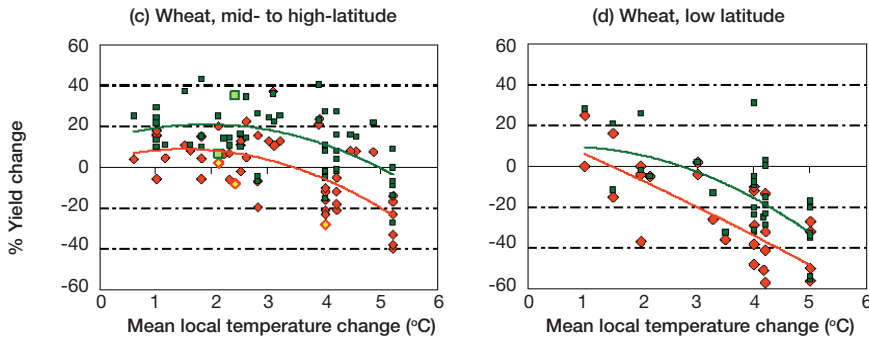 (c) Wheat, mid- to high-latitude
(d) Wheat, low latitude
% Yield change
60
40
20
0
-20
-40
-60
0 1 2 3 4 5 6
Mean local temperature change (ºC)
60
40
20
0
-20
-40
-60
0 1 2 3 4 5 6
Mean local temperature change (ºC)